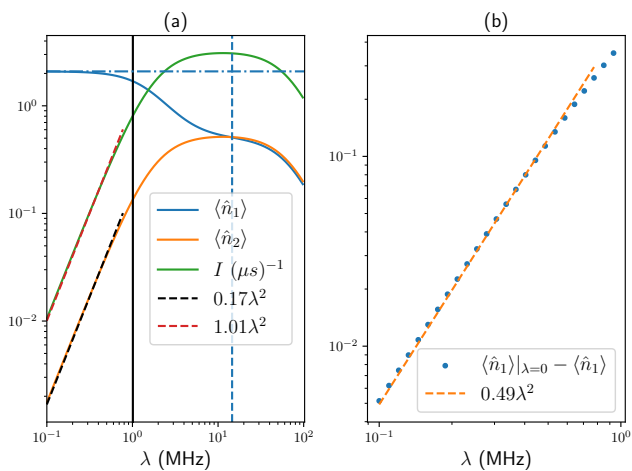 (a)
10⁰
10⁻¹
10⁻²
⟨n̂₁⟩
⟨n̂₂⟩
I (μs)⁻¹
0.17λ²
1.01λ²
10⁻¹ 10⁰ 10¹ 10²
λ (MHz)
(b)
10⁻¹
10⁻²
⟨n̂₁⟩|λ=0 − ⟨n̂₁⟩
0.49λ²
10⁻¹ 10⁰
λ (MHz)